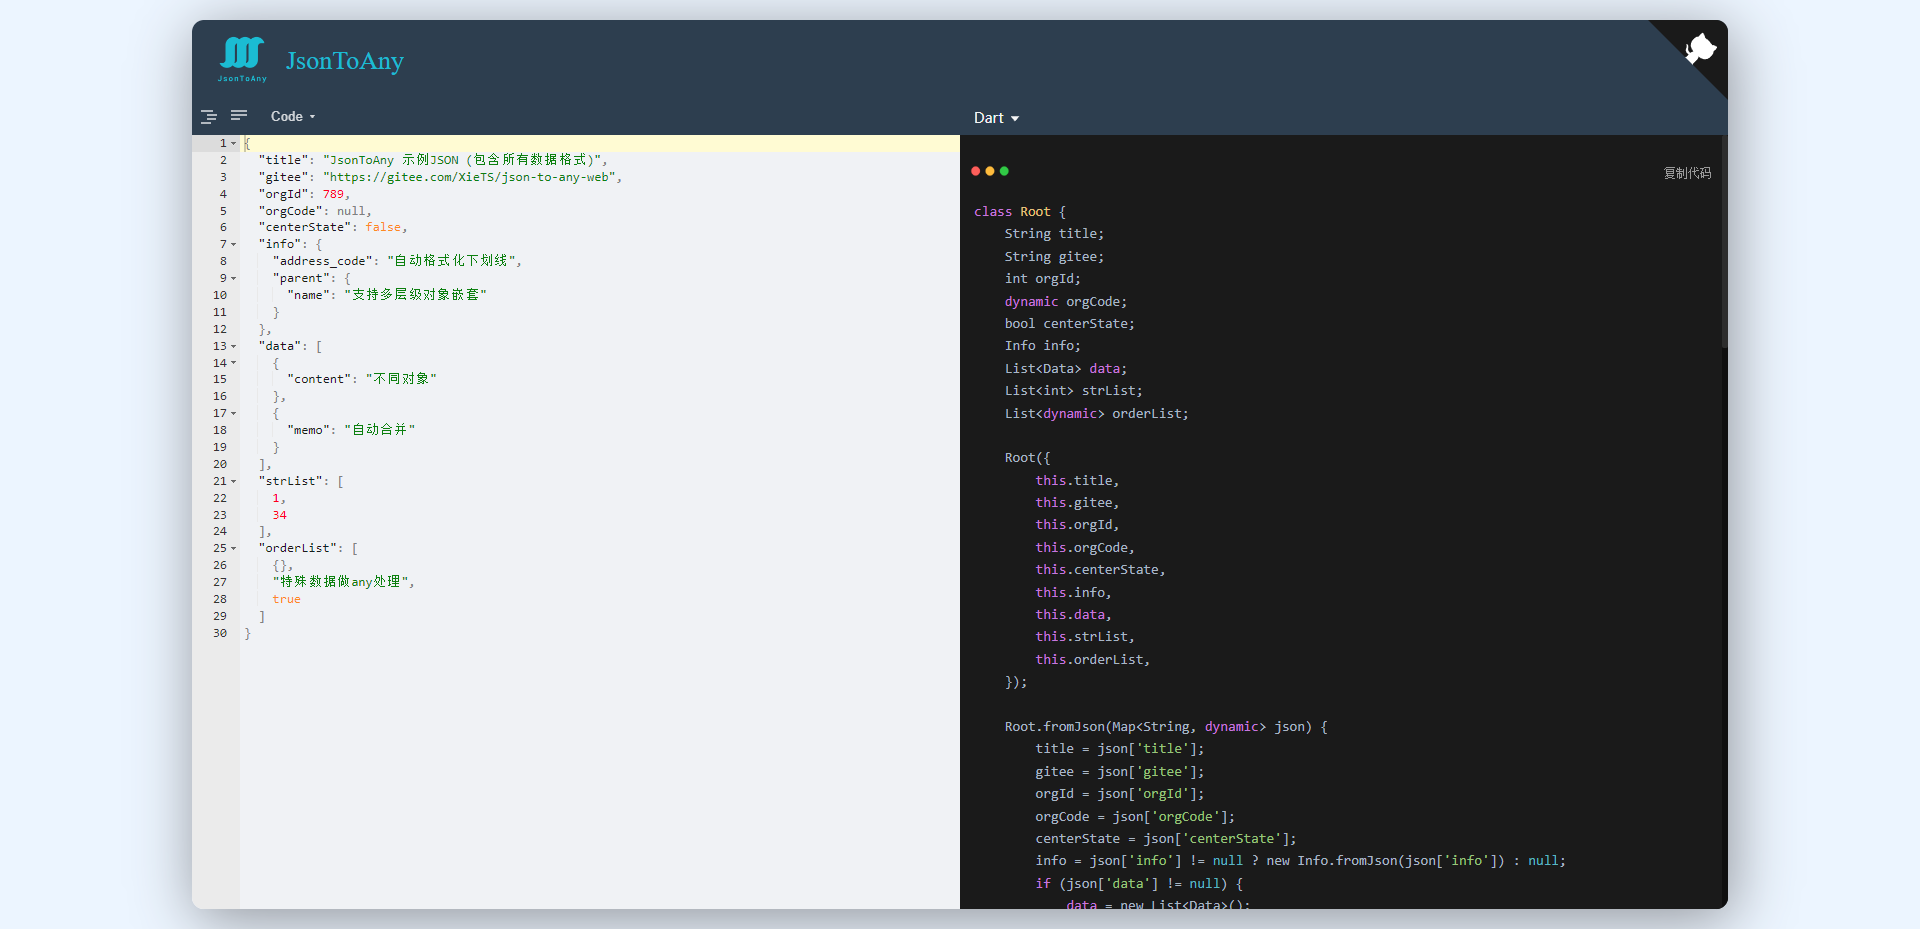 JsonToAny
JsonToAny
Code
Dart
1 {
2 "title": "JsonToAny 示例JSON (包含所有数据格式)",
3 "gitee": "https://gitee.com/XieTS/json-to-any-web",
4 "orgId": 789,
5 "orgCode": null,
6 "centerState": false,
7 "info": {
8 "address_code": "自动格式化下划线",
9 "parent": {
10 "name": "支持多层级对象嵌套"
11 }
12 },
13 "data": [
14 {
15 "content": "不同对象"
16 },
17 {
18 "memo": "自动合并"
19 }
20 ],
21 "strList": [
22 1,
23 34
24 ],
25 "orderList": [
26 {},
27 "特殊数据做any处理",
28 true
29 ]
30 }
复制代码
class Root {
String title;
String gitee;
int orgId;
dynamic orgCode;
bool centerState;
Info info;
List<Data> data;
List<int> strList;
List<dynamic> orderList;
Root({
this.title,
this.gitee,
this.orgId,
this.orgCode,
this.centerState,
this.info,
this.data,
this.strList,
this.orderList,
});
Root.fromJson(Map<String, dynamic> json) {
title = json['title'];
gitee = json['gitee'];
orgId = json['orgId'];
orgCode = json['orgCode'];
centerState = json['centerState'];
info = json['info'] != null ? new Info.fromJson(json['info']) : null;
if (json['data'] != null) {
data = new List<Data>();